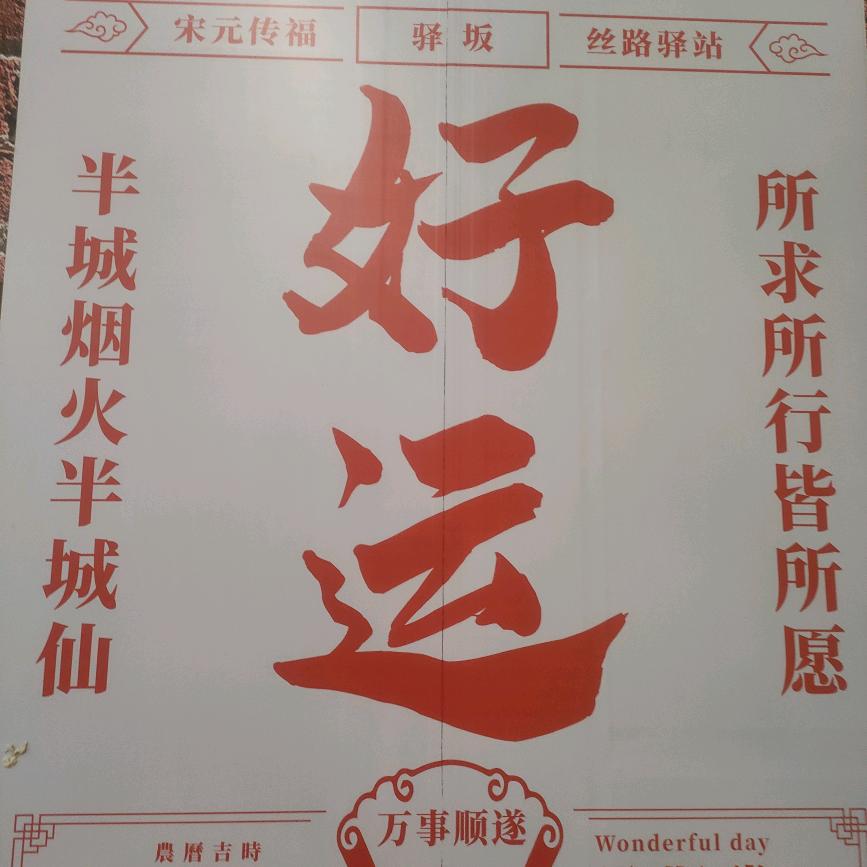 宋元传福
驿坂
丝路驿站
好运
所求所行皆所愿
半城烟火半城仙
万事顺遂
農曆吉時
Wonderful day